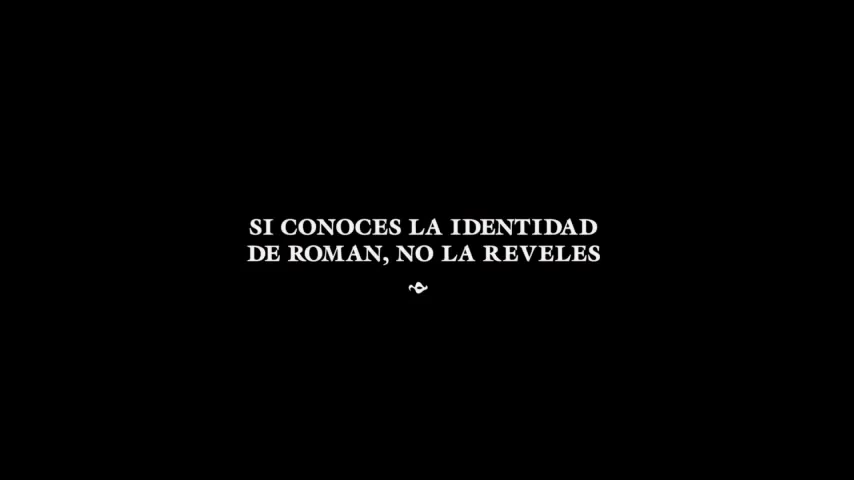 SI CONOCES LA IDENTIDAD
DE ROMAN, NO LA REVELES